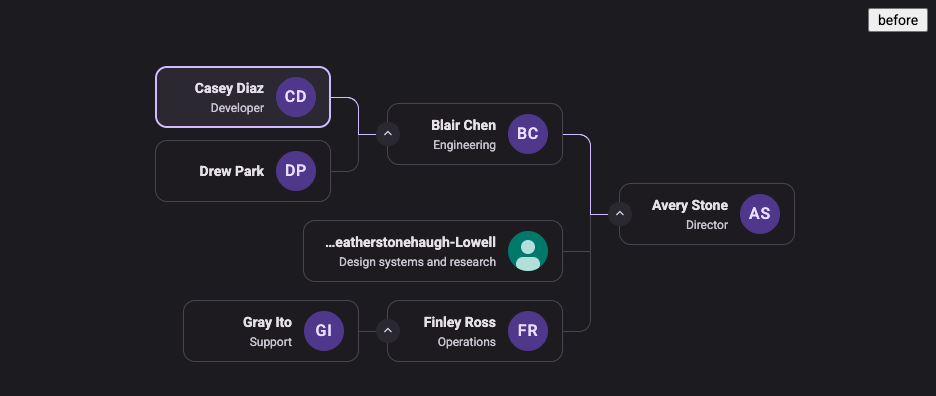 before
Casey Diaz
Developer
CD
Drew Park
DP
Blair Chen
Engineering
BC
Avery Stone
Director
AS
…eatherstonehaugh-Lowell
Design systems and research
Gray Ito
Support
GI
Finley Ross
Operations
FR